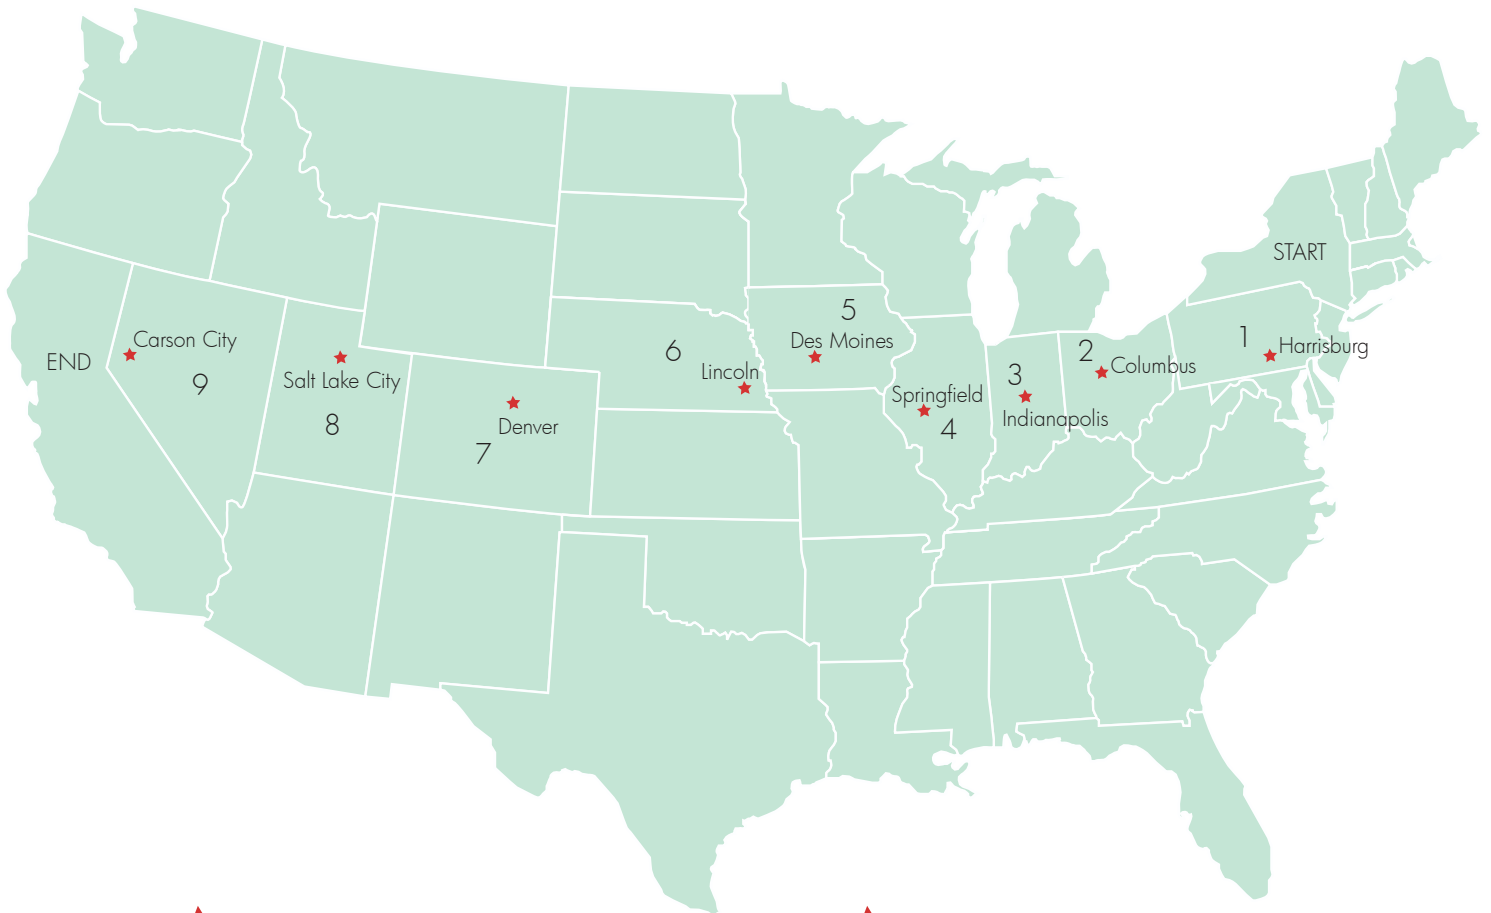 START
5
1
Harrisburg
Carson City
Des Moines
2
Columbus
END
6
Lincoln
3
Salt Lake City
9
Springfield
Indianapolis
8
Denver
4
7